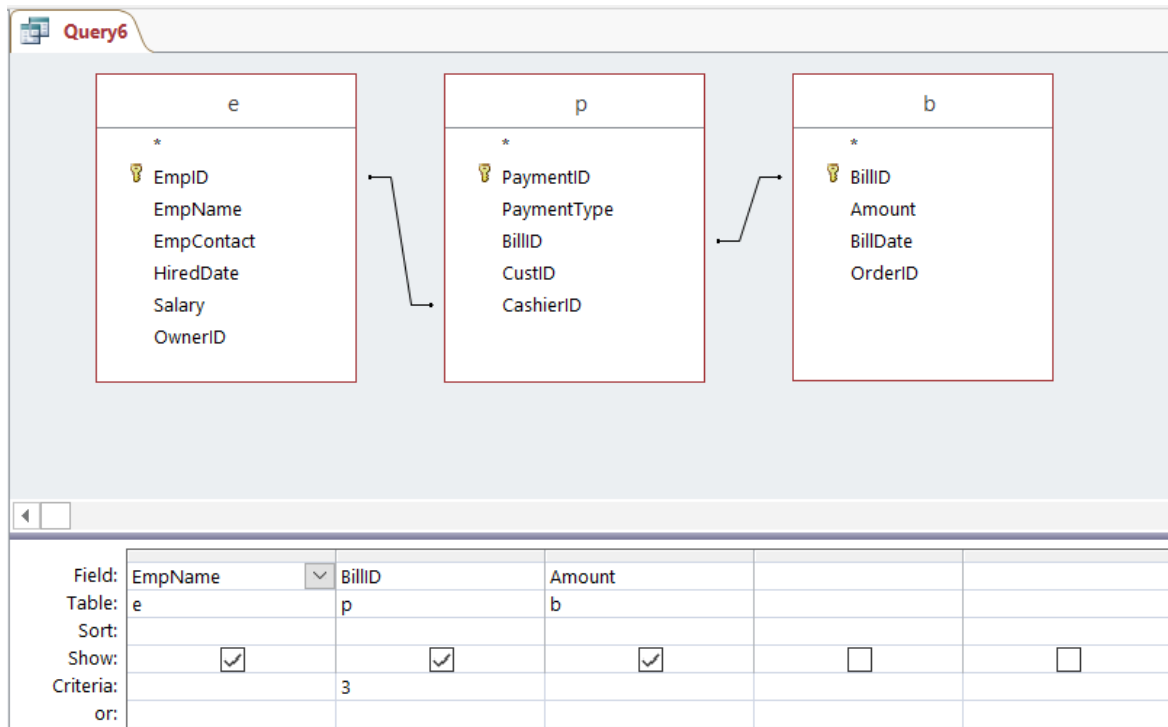 Query6
e
*
EmpID
EmpName
EmpContact
HiredDate
Salary
OwnerID
p
*
PaymentID
PaymentType
BillID
CustID
CashierID
b
*
BillID
Amount
BillDate
OrderID
Field: EmpName BillID Amount
Table: e p b
Sort:
Show:
Criteria: 3
or: